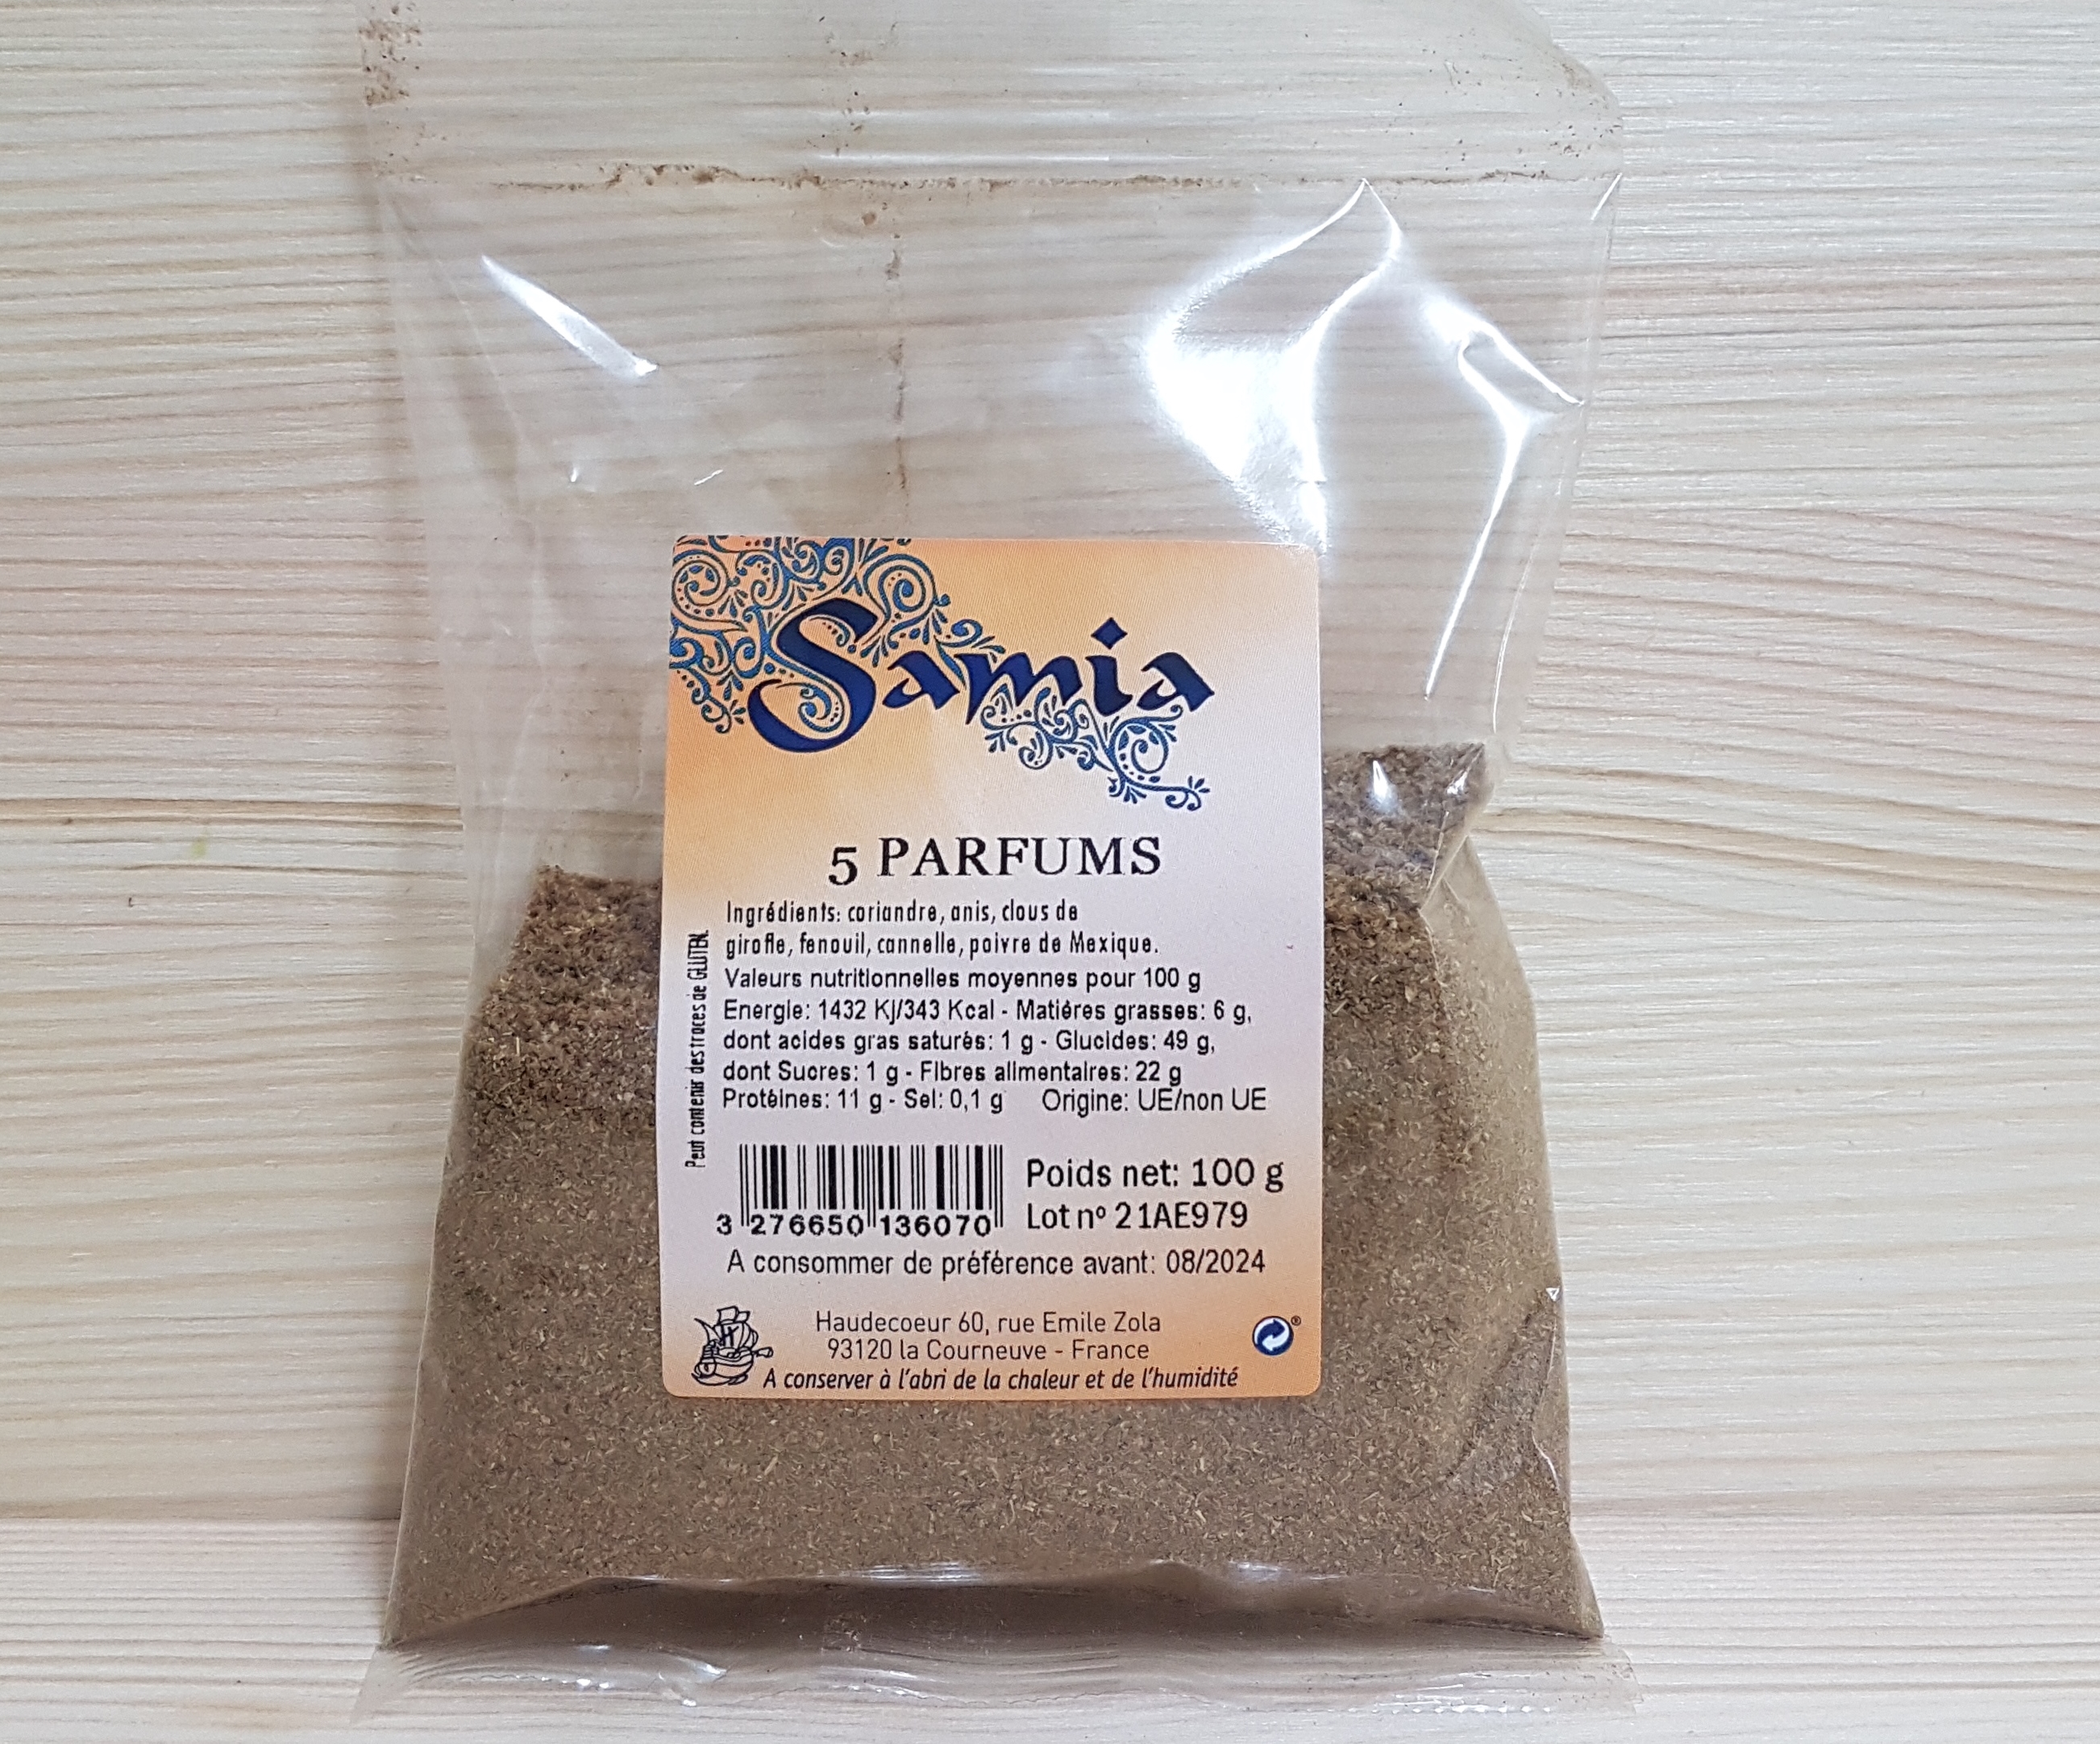 Samia
5 PARFUMS
Ingrédients: coriandre, anis, clous de
girofle, fenouil, cannelle, poivre de Mexique.
Valeurs nutritionnelles moyennes pour 100 g
Energie: 1432 Kj/343 Kcal - Matières grasses: 6 g,
dont acides gras saturés: 1 g - Glucides: 49 g,
dont Sucres: 1 g - Fibres alimentaires: 22 g
Protéines: 11 g - Sel: 0,1 g Origine: UE/non UE
Peut contenir des traces de GLUTEN.
Poids net: 100 g
3 276650 136070
Lot nº 21AE979
A consommer de préférence avant: 08/2024
Haudecoeur 60, rue Emile Zola
93120 la Courneuve - France
A conserver à l'abri de la chaleur et de l'humidité